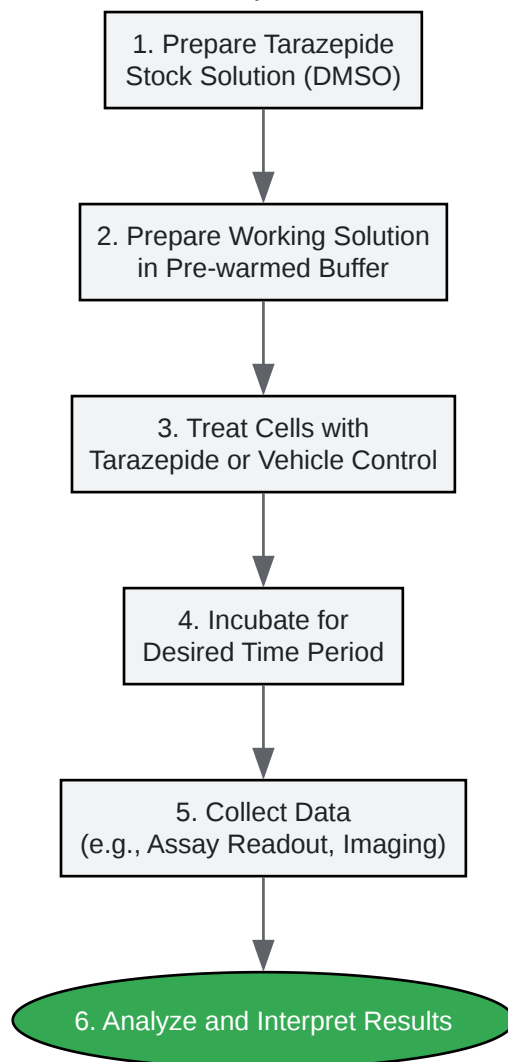 1. Prepare Tarazepide
Stock Solution (DMSO)
2. Prepare Working Solution
in Pre-warmed Buffer
3. Treat Cells with
Tarazepide or Vehicle Control
4. Incubate for
Desired Time Period
5. Collect Data
(e.g., Assay Readout, Imaging)
6. Analyze and Interpret Results